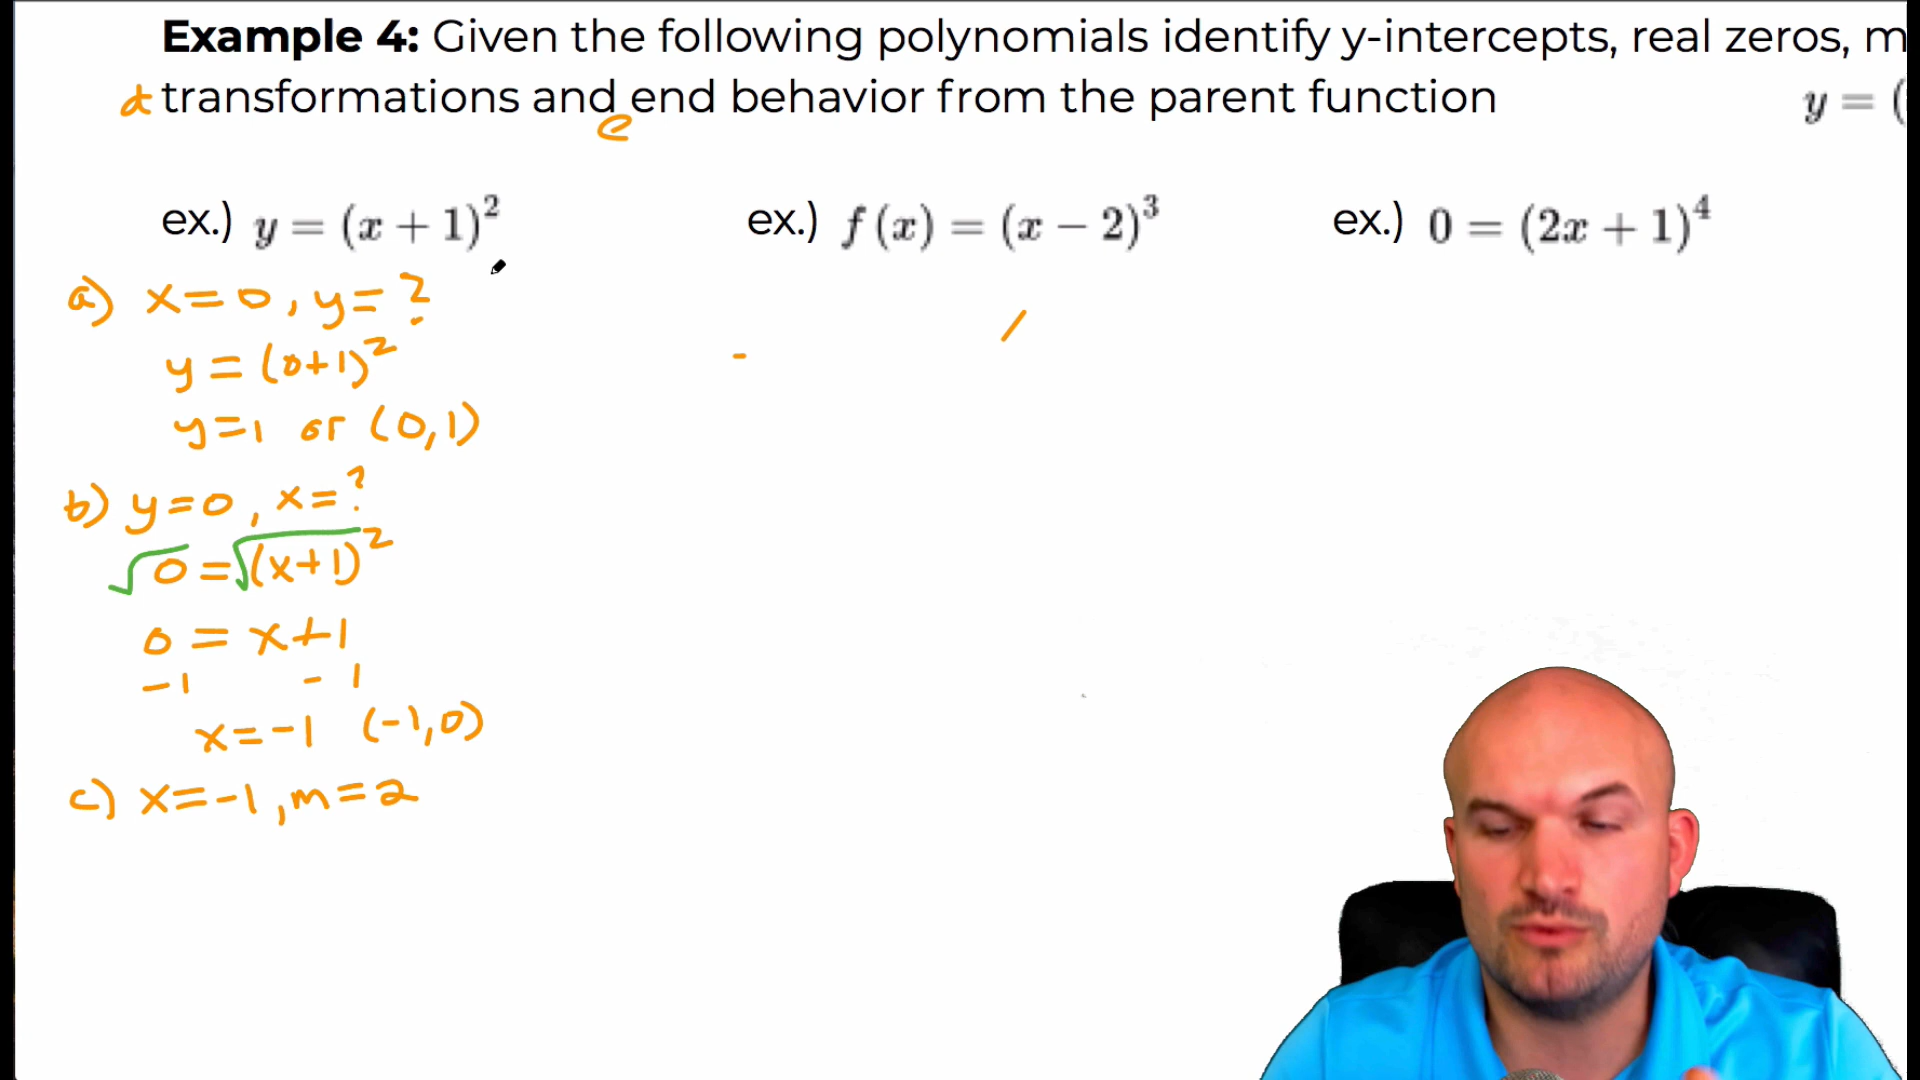 Example 4: Given the following polynomials identify y-intercepts, real zeros, m
d transformations and end behavior from the parent function y = (
e
ex.) y = (x + 1)² ex.) f (x) = (x − 2)³ ex.) 0 = (2x + 1)⁴
a) x=0, y=?
y = (0+1)²
y=1 or (0,1)
b) y=0, x=?
√0 = √(x+1)²
0 = x+1
-1 -1
x=-1 (-1,0)
c) x=-1, m=2